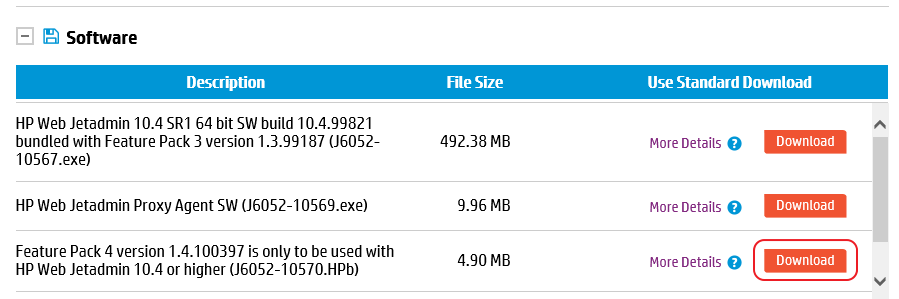 Software
Description File Size Use Standard Download
HP Web Jetadmin 10.4 SR1 64 bit SW build 10.4.99821
bundled with Feature Pack 3 version 1.3.99187 (J6052-
10567.exe)
492.38 MB More Details ? Download
HP Web Jetadmin Proxy Agent SW (J6052-10569.exe) 9.96 MB More Details ? Download
Feature Pack 4 version 1.4.100397 is only to be used with
HP Web Jetadmin 10.4 or higher (J6052-10570.HPb)
4.90 MB More Details ? Download